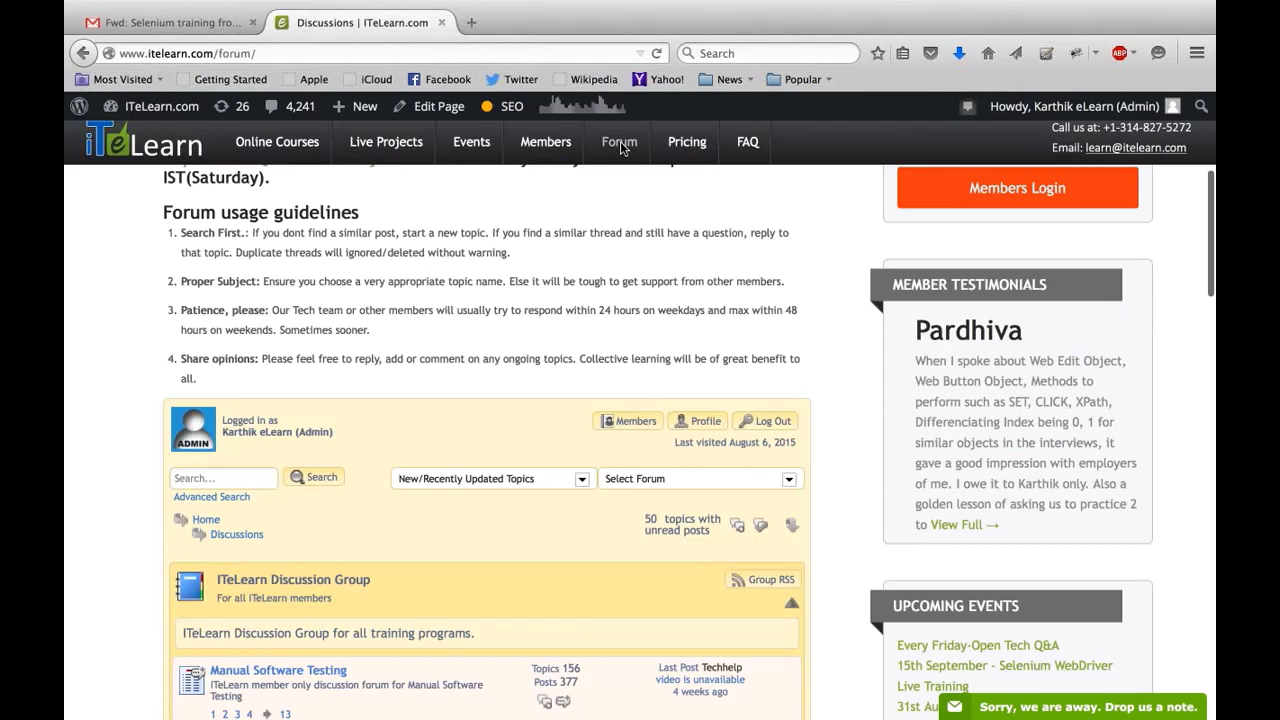 Fwd: Selenium training fro...
Discussions | ITeLearn.com
www.itelearn.com/forum/
Search
ABP
Most Visited
Getting Started
Apple
iCloud
Facebook
Twitter
Wikipedia
Yahoo!
News
Popular
ITeLearn.com
26
4,241
New
Edit Page
SEO
Howdy, Karthik eLearn (Admin)
iTeLearn
Online Courses
Live Projects
Events
Members
Forum
Pricing
FAQ
Call us at: +1-314-827-5272
Email: learn@itelearn.com
IST(Saturday).
Forum usage guidelines
1. Search First.: If you dont find a similar post, start a new topic. If you find a similar thread and still have a question, reply to
that topic. Duplicate threads will ignored/deleted without warning.
2. Proper Subject: Ensure you choose a very appropriate topic name. Else it will be tough to get support from other members.
3. Patience, please: Our Tech team or other members will usually try to respond within 24 hours on weekdays and max within 48
hours on weekends. Sometimes sooner.
4. Share opinions: Please feel free to reply, add or comment on any ongoing topics. Collective learning will be of great benefit to
all.
ADMIN
Logged in as
Karthik eLearn (Admin)
Members
Profile
Log Out
Last visited August 6, 2015
Search...
Search
New/Recently Updated Topics
Select Forum
Advanced Search
Home
Discussions
50 topics with
unread posts
ITeLearn Discussion Group
For all ITeLearn members
Group RSS
ITeLearn Discussion Group for all training programs.
Manual Software Testing
ITeLearn member only discussion forum for Manual Software
Testing
1 2 3 4 13
Topics 156
Posts 377
Last Post Techhelp
video is unavailable
4 weeks ago
Members Login
MEMBER TESTIMONIALS
Pardhiva
When I spoke about Web Edit Object,
Web Button Object, Methods to
perform such as SET, CLICK, XPath,
Differenciating Index being 0, 1 for
similar objects in the interviews, it
gave a good impression with employers
of me. I owe it to Karthik only. Also a
golden lesson of asking us to practice 2
to View Full →
UPCOMING EVENTS
Every Friday-Open Tech Q&A
15th September - Selenium WebDriver
Live Training
31st Aug
Sorry, we are away. Drop us a note.